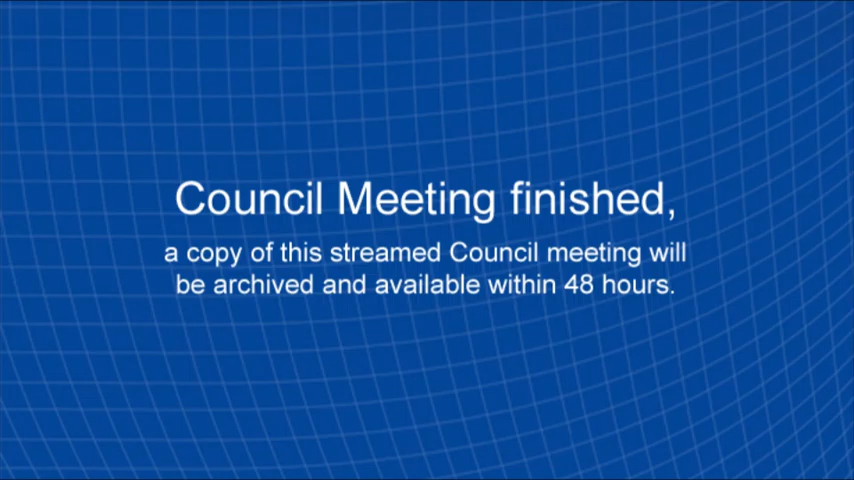 Council Meeting finished,
a copy of this streamed Council meeting will
be archived and available within 48 hours.